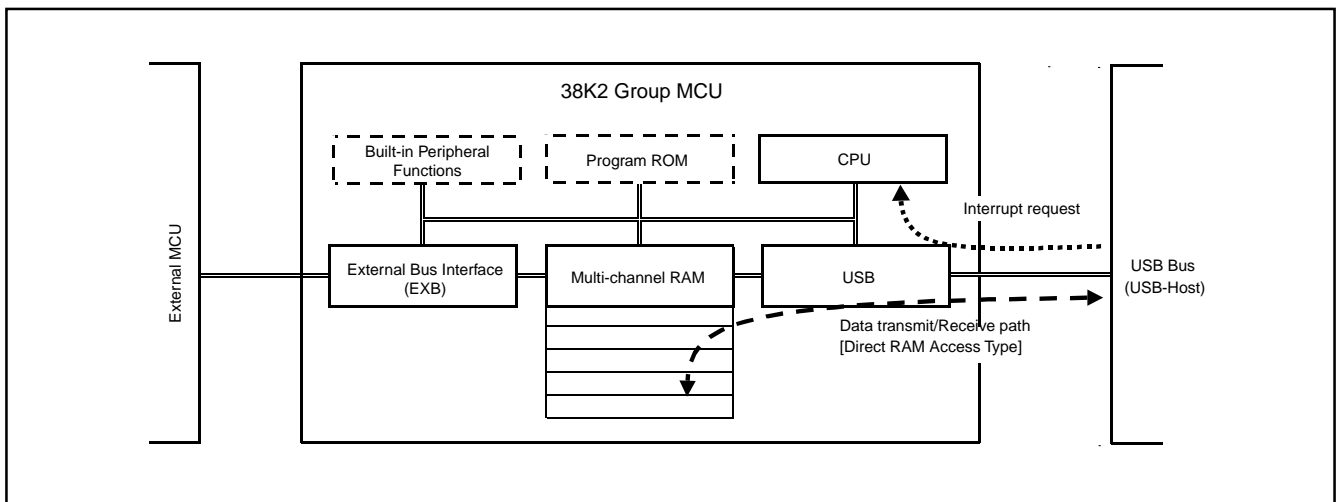 38K2 Group MCU
Built-in Peripheral
Functions
Program ROM
CPU
Interrupt request
External MCU
External Bus Interface
(EXB)
Multi-channel RAM
USB
USB Bus
(USB-Host)
Data transmit/Receive path
[Direct RAM Access Type]